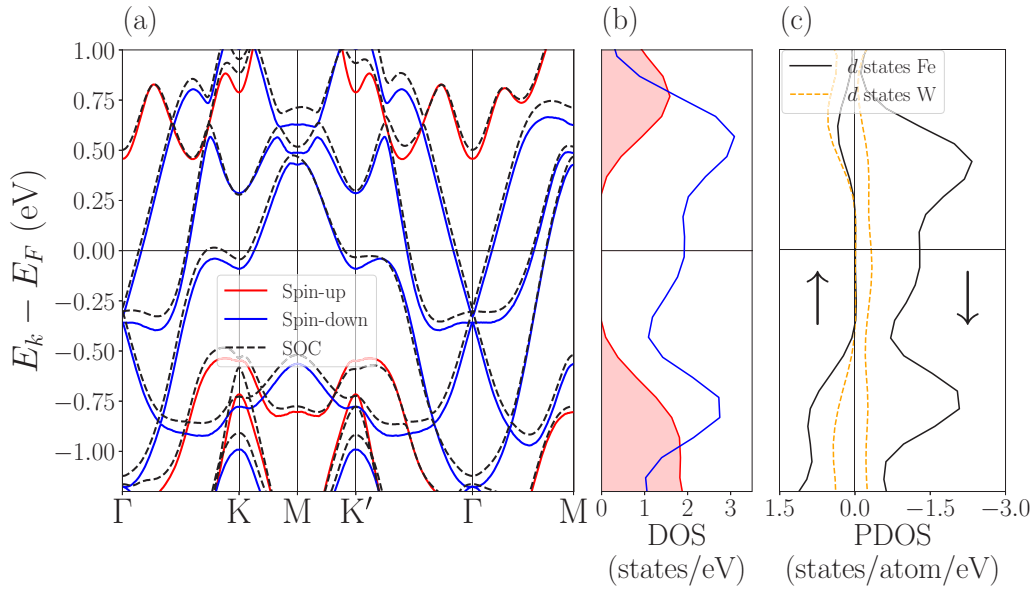 (a)
(b)
(c)
1.00
0.75
0.50
0.25
0.00
−0.25
−0.50
−0.75
−1.00
E_k − E_F (eV)
Spin-up
Spin-down
SOC
Γ
K
M
K′
Γ
M
0
1
2
3
DOS
(states/eV)
d states Fe
d states W
↑
↓
1.5
0.0
−1.5
−3.0
PDOS
(states/atom/eV)